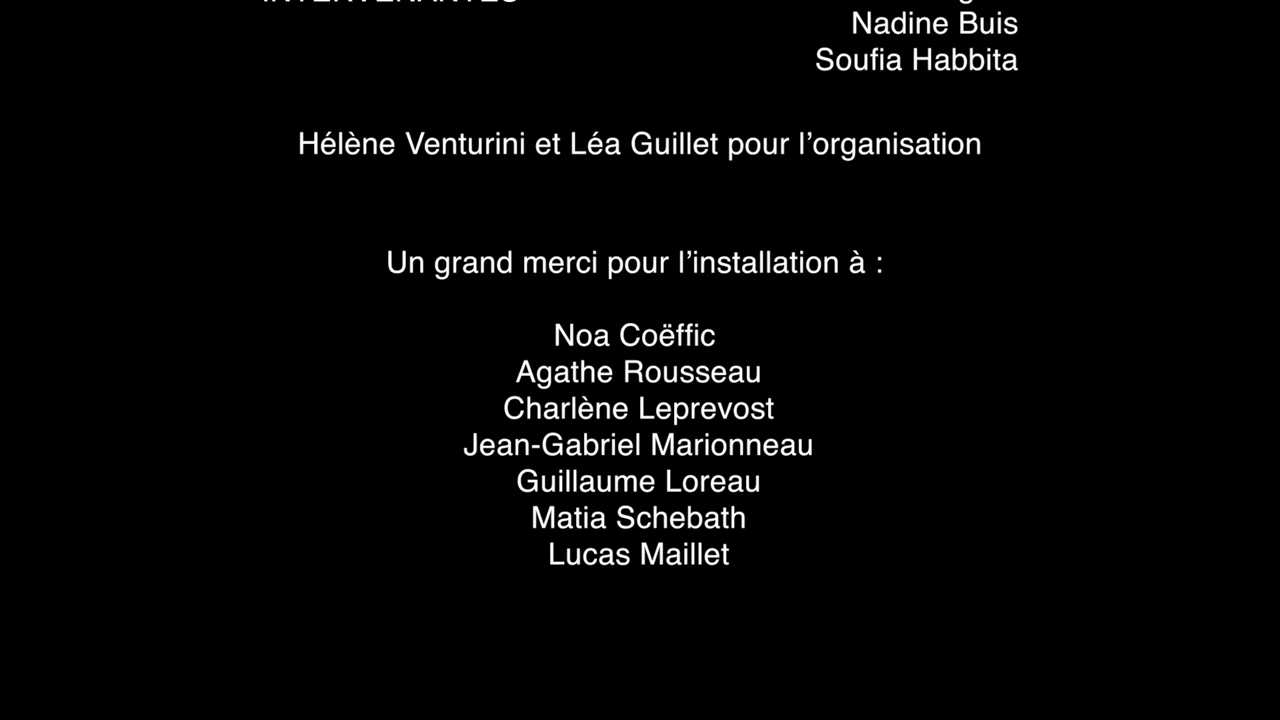 INTERVENANTES
Nadine Buis
Soufia Habbita
Hélène Venturini et Léa Guillet pour l’organisation
Un grand merci pour l’installation à :
Noa Coëffic
Agathe Rousseau
Charlène Leprevost
Jean-Gabriel Marionneau
Guillaume Loreau
Matia Schebath
Lucas Maillet